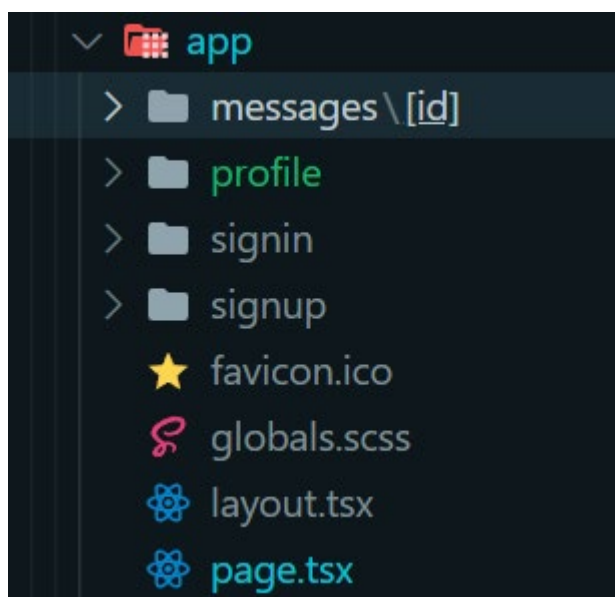 app
messages\[id]
profile
signin
signup
favicon.ico
globals.scss
layout.tsx
page.tsx